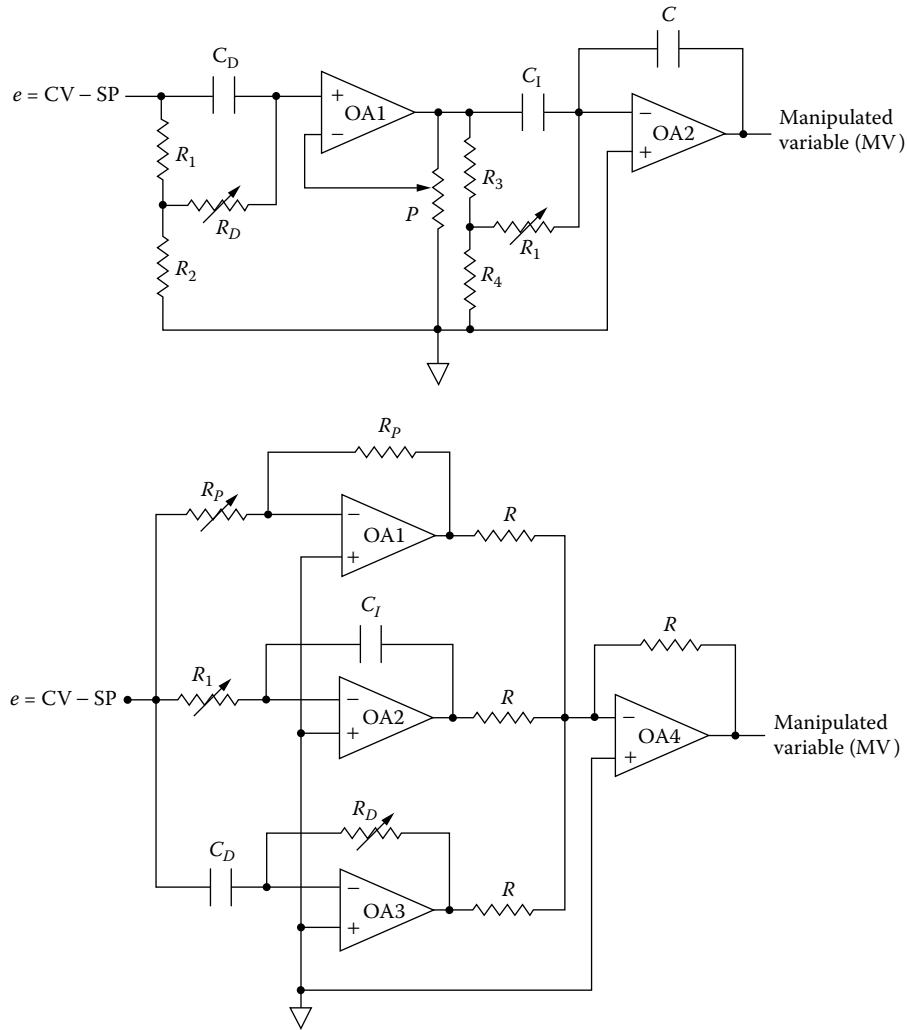 C
C_D
C_I
e = CV − SP
+
OA1
−
−
OA2
+
Manipulated
variable (MV)
R_1
R_3
R_D
P
R_1
R_2
R_4
R_P
R_P
−
OA1
+
R
C_I
R
R_1
e = CV − SP
−
OA2
+
R
−
OA4
+
Manipulated
variable (MV)
R_D
C_D
−
OA3
+
R